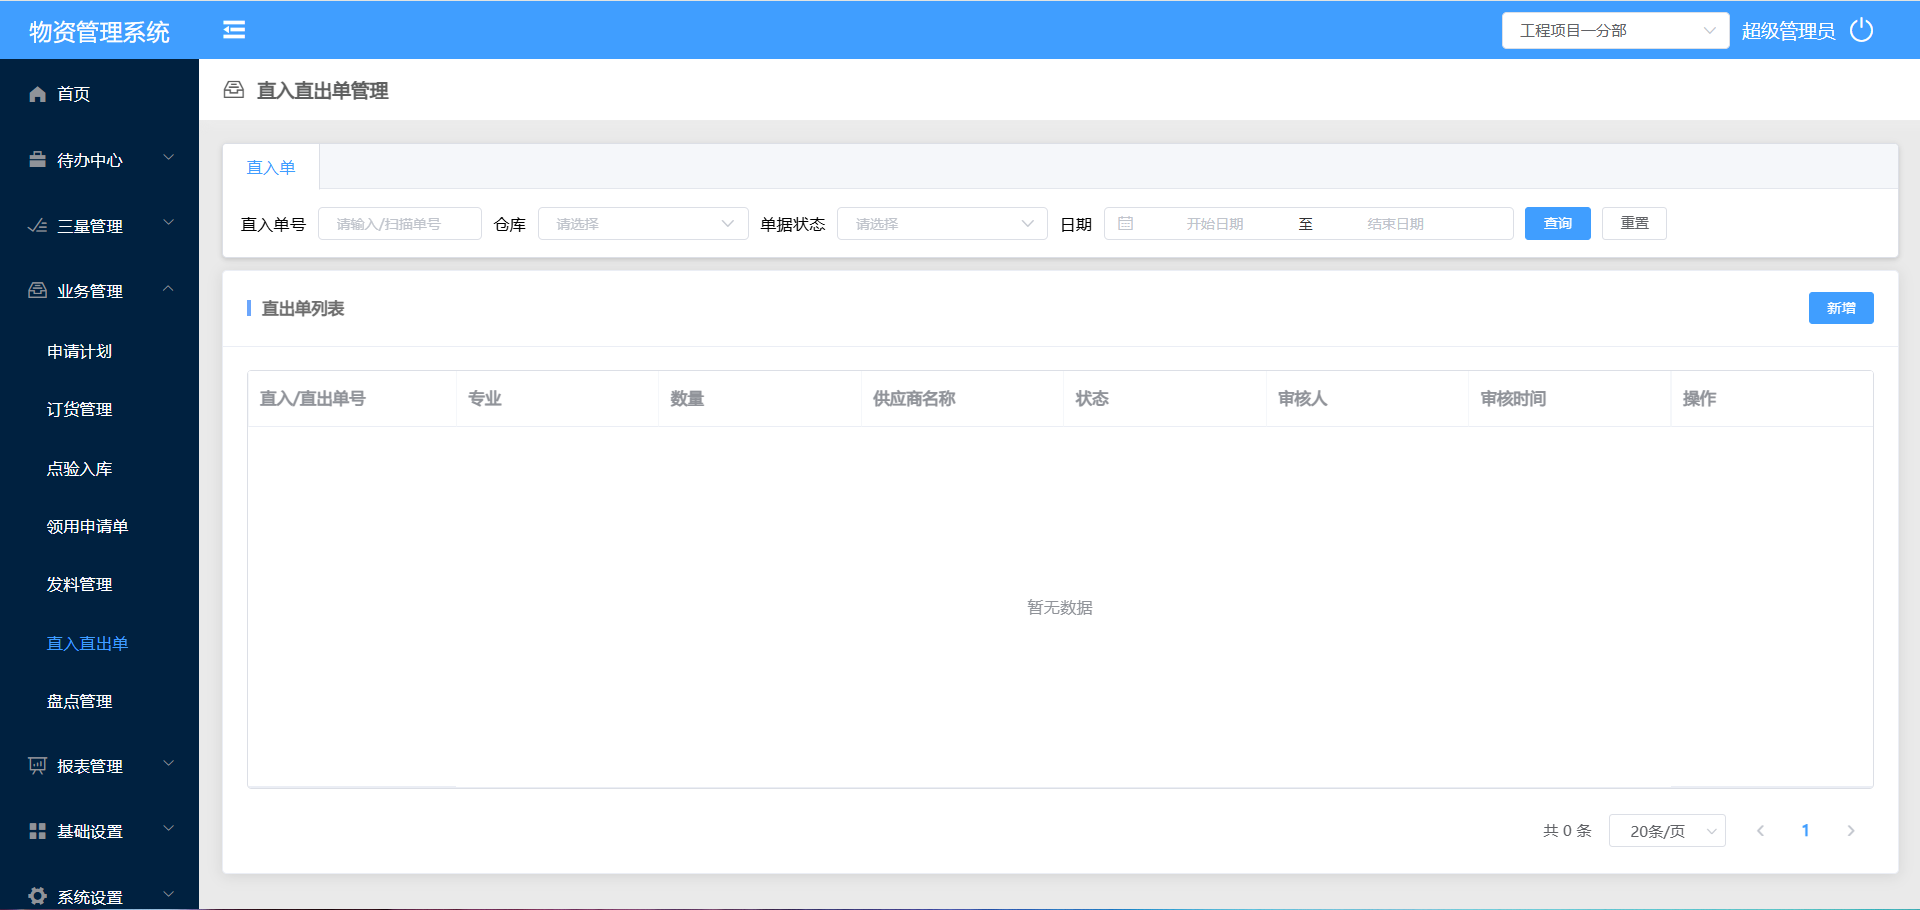 物资管理系统
工程项目一分部
超级管理员
首页
待办中心
三量管理
业务管理
申请计划
订货管理
点验入库
领用申请单
发料管理
直入直出单
盘点管理
报表管理
基础设置
系统设置
直入直出单管理
直入单
直入单号 请输入/扫描单号 仓库 请选择 单据状态 请选择 日期 开始日期 至 结束日期 查询 重置
直出单列表 新增
直入/直出单号 专业 数量 供应商名称 状态 审核人 审核时间 操作
暂无数据
共 0 条 20条/页 1